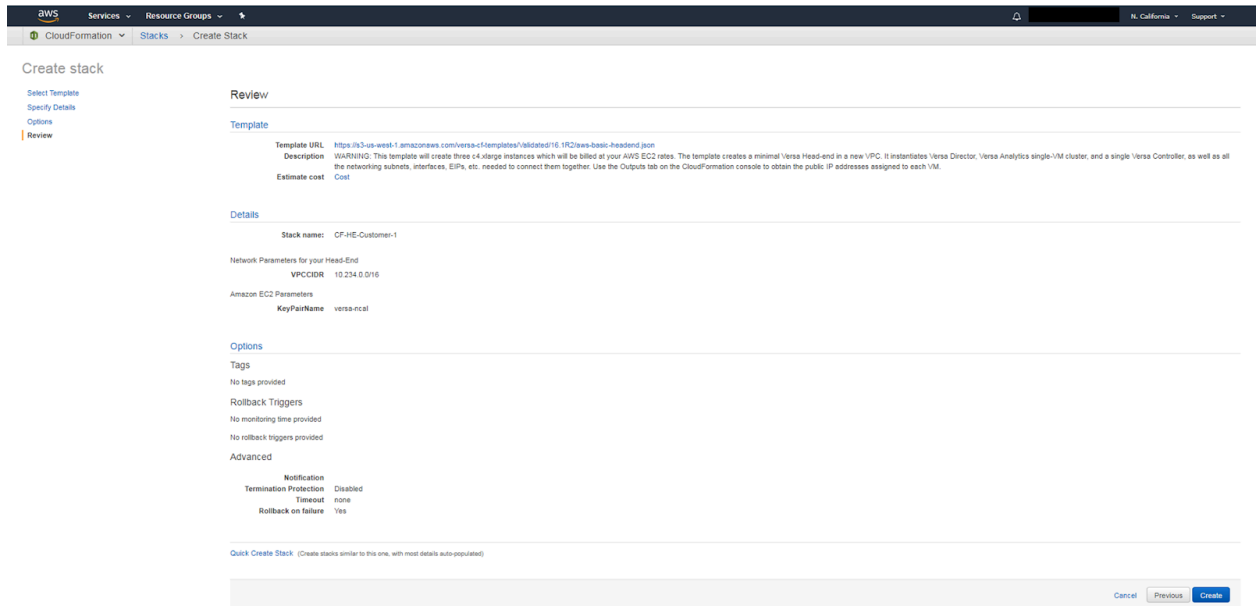 aws Services Resource Groups N. California Support
CloudFormation Stacks > Create Stack
Create stack
Select Template
Specify Details
Options
Review
Review
Template
Template URL https://s3-us-west-1.amazonaws.com/versa-cf-templates/Validated/16.1R2/aws-basic-headend.json
Description WARNING: This template will create three c4.xlarge instances which will be billed at your AWS EC2 rates. The template creates a minimal Versa Head-end in a new VPC. It instantiates Versa Director, Versa Analytics single-VM cluster, and a single Versa Controller, as well as all
the networking subnets, interfaces, EIPs, etc. needed to connect them together. Use the Outputs tab on the CloudFormation console to obtain the public IP addresses assigned to each VM.
Estimate cost Cost
Details
Stack name: CF-HE-Customer-1
Network Parameters for your Head-End
VPCCIDR 10.234.0.0/16
Amazon EC2 Parameters
KeyPairName versa-ncal
Options
Tags
No tags provided
Rollback Triggers
No monitoring time provided
No rollback triggers provided
Advanced
Notification
Termination Protection Disabled
Timeout none
Rollback on failure Yes
Quick Create Stack (Create stacks similar to this one, with most details auto-populated)
Cancel Previous Create